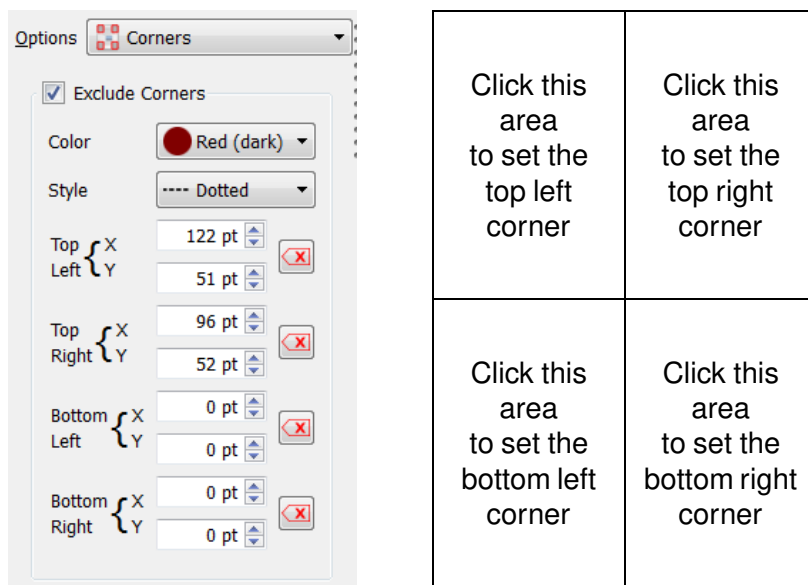 Options Corners
Exclude Corners
Color Red (dark)
Style Dotted
Top Left { X 122 pt
Y 51 pt
Top Right { X 96 pt
Y 52 pt
Bottom Left { X 0 pt
Y 0 pt
Bottom Right { X 0 pt
Y 0 pt
Click this
area
to set the
top left
corner
Click this
area
to set the
top right
corner
Click this
area
to set the
bottom left
corner
Click this
area
to set the
bottom right
corner